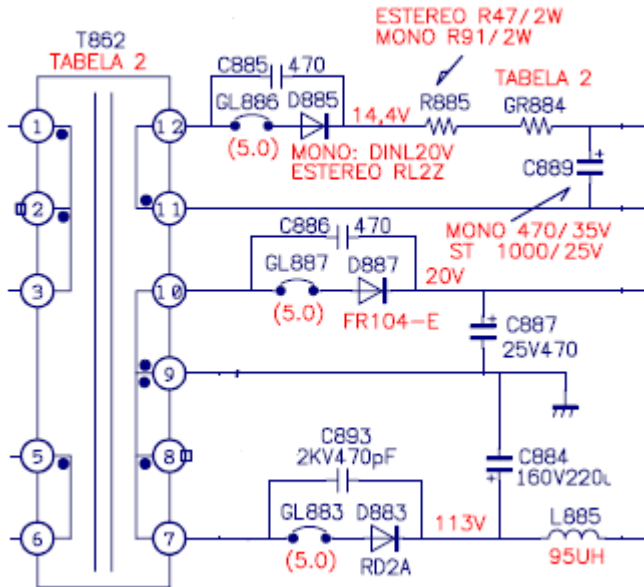 ESTEREO R47/2W
MONO R91/2W
T862
TABELA 2
C885 470
TABELA 2
GL886 D885
14,4V
R885
GR884
1
12
(5.0)
MONO: DINL20V
ESTEREO RL2Z
C889
+
2
11
C886 470
MONO 470/35V
ST 1000/25V
GL887 D887
20V
3
10
(5.0)
FR104-E
+
C887
25V470
9
C893
2KV470pF
C884
160V220u
+
5
8
GL883 D883
113V
L885
6
7
(5.0)
RD2A
95UH